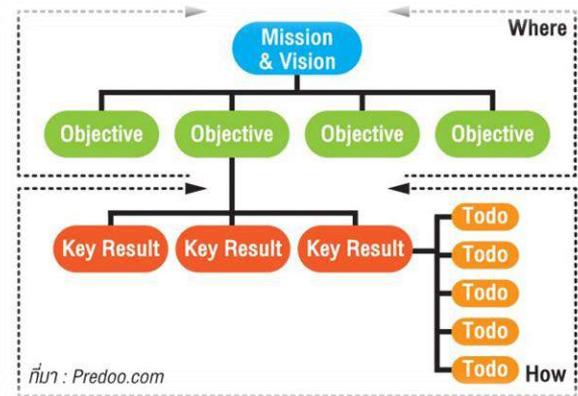 Where
Mission
& Vision
Objective Objective Objective Objective
Key Result Key Result Key Result
Todo
Todo
Todo
Todo
Todo
ที่มา : Predoo.com
How